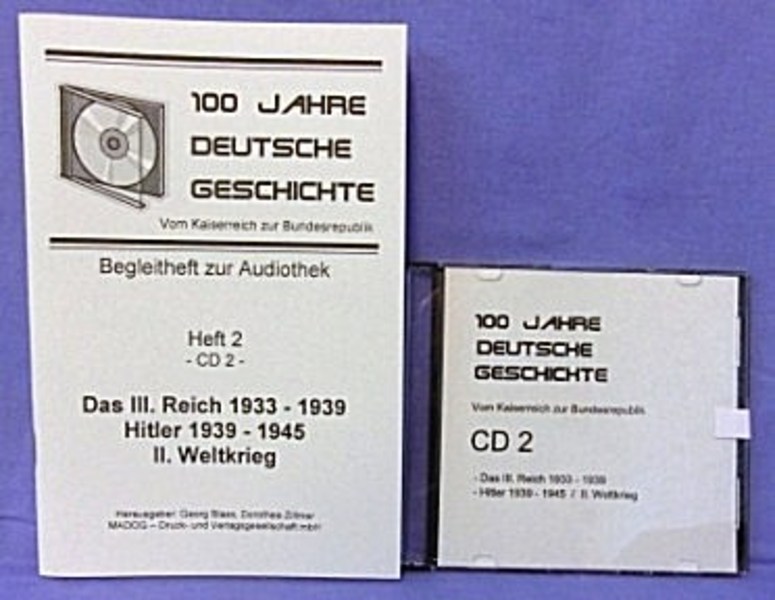 100 JAHRE
DEUTSCHE
GESCHICHTE
Vom Kaiserreich zur Bundesrepublik
Begleitheft zur Audiothek
Heft 2
- CD 2 -
Das III. Reich 1933 - 1939
Hitler 1939 - 1945
II. Weltkrieg
Herausgeber: Georg Dorothea
MADOG – Druck- und Verlagsgesellschaft mbH
100 JAHRE
DEUTSCHE
GESCHICHTE
Vom Kaiserreich zur Bundesrepublik
CD 2
- Das III. Reich 1933 - 1939
- Hitler 1939 - 1945 / II. Weltkrieg